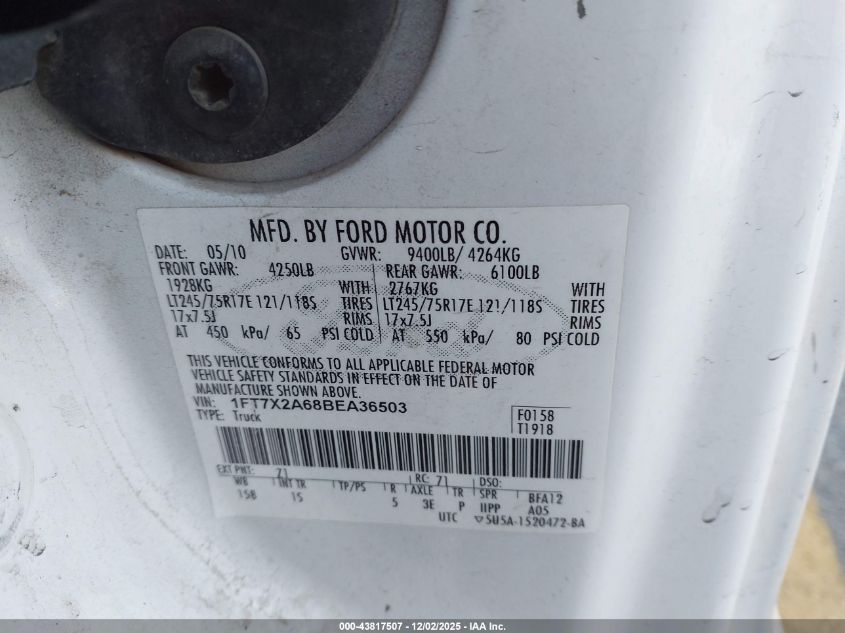 MFD. BY FORD MOTOR CO.
DATE: 05/10 GVWR: 9400LB/ 4264KG
FRONT GAWR: 4250LB REAR GAWR: 6100LB
1928KG WITH 2767KG WITH
LT245/75R17E 121/118S TIRES LT245/75R17E 121/118S TIRES
17x7.5J RIMS 17x7.5J RIMS
AT 450 kPa/ 65 PSI COLD AT 550 kPa/ 80 PSI COLD
THIS VEHICLE CONFORMS TO ALL APPLICABLE FEDERAL MOTOR
VEHICLE SAFETY STANDARDS IN EFFECT ON THE DATE OF
MANUFACTURE SHOWN ABOVE.
VIN: 1FT7X2A68BEA36503
TYPE: Truck
F0158
T1918
EXT PNT: Z1 RC: 71 DSO:
WB INT TR TP/PS R AXLE TR SPR BFA12
158 IS 5 3E P IIPP A05
UTC ▽5U5A-1520472-BA
000-43817507 - 12/02/2025 - IAA Inc.